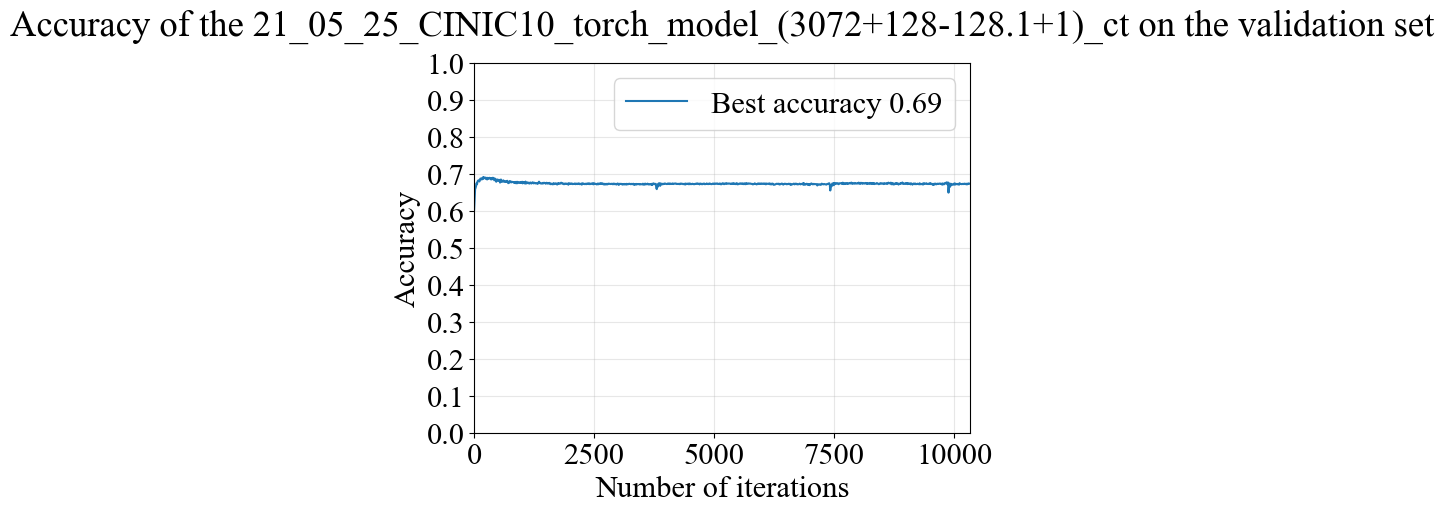 Accuracy of the 21_05_25_CINIC10_torch_model_(3072+128-128.1+1)_ct on the validation set
Best accuracy 0.69
Accuracy
1.0
0.9
0.8
0.7
0.6
0.5
0.4
0.3
0.2
0.1
0.0
0 2500 5000 7500 10000
Number of iterations